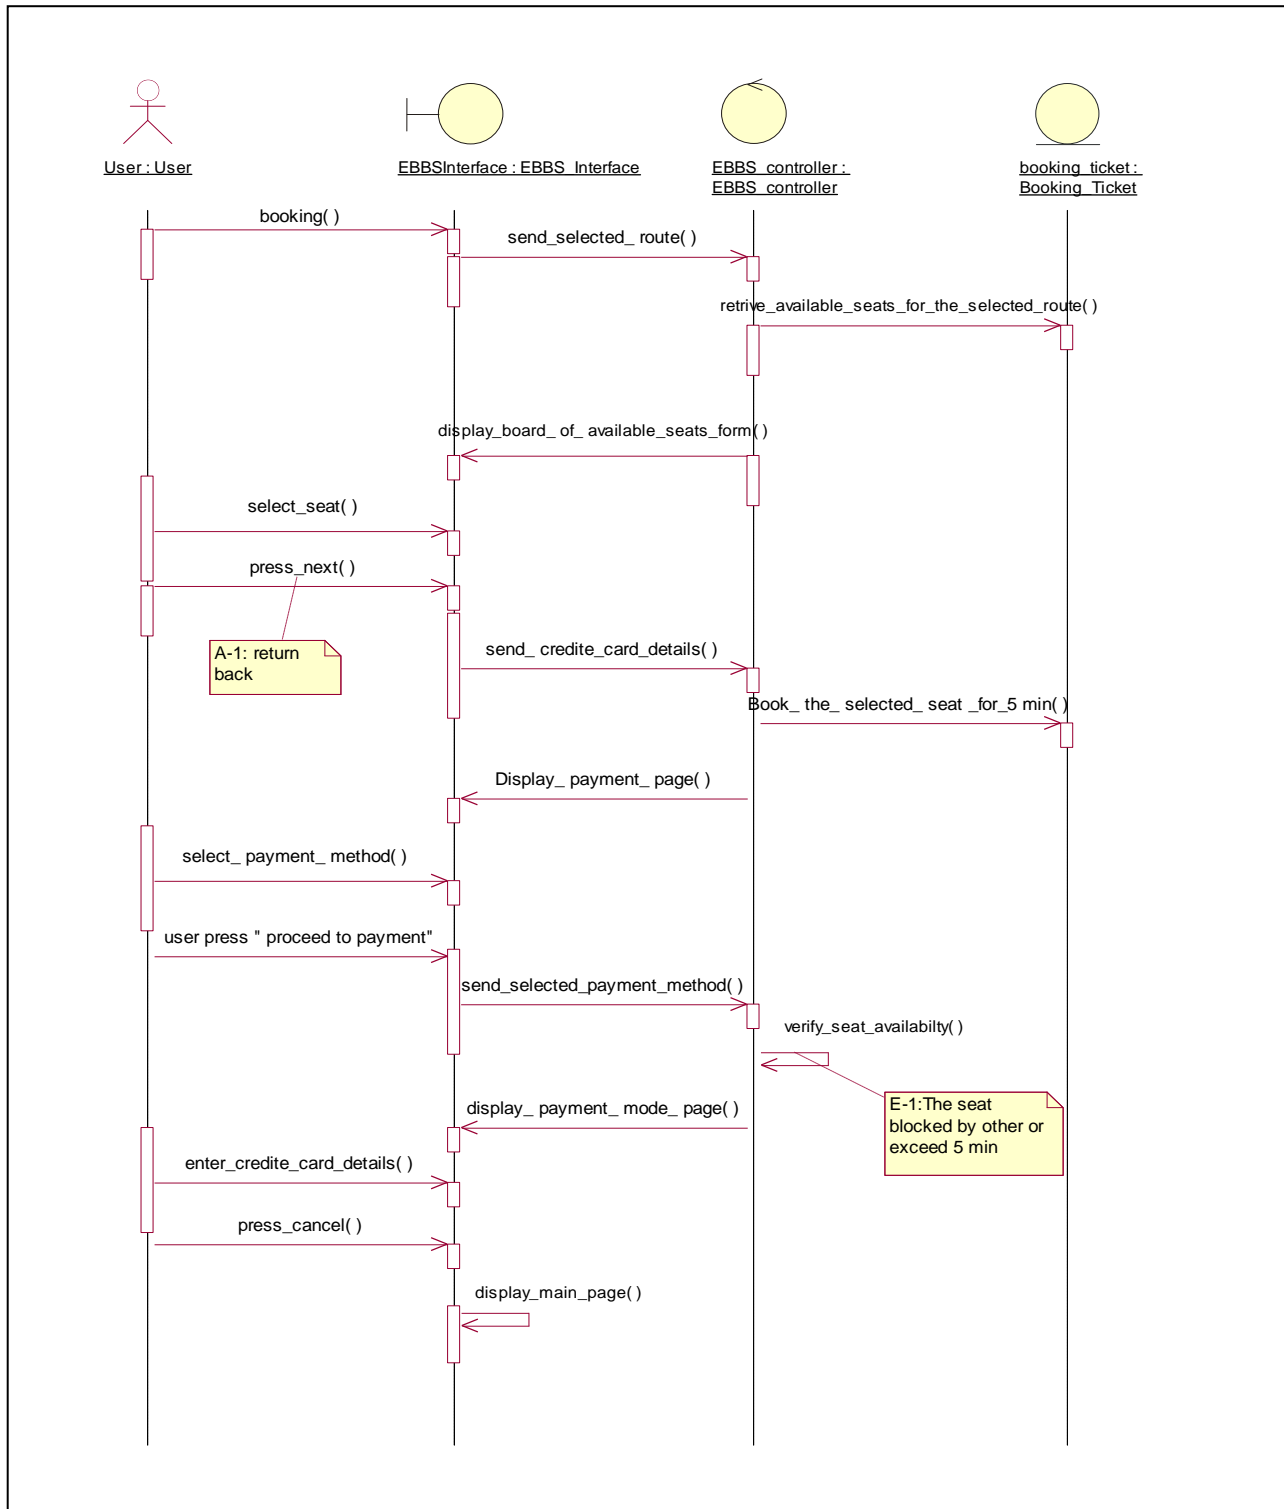 User : User
EBBSInterface : EBBS_Interface
EBBS_controller :
EBBS_controller
booking_ticket :
Booking_Ticket
booking( )
send_selected_ route( )
retrive_available_seats_for_the_selected_route( )
display_board_ of_ available_seats_form( )
select_seat( )
press_next( )
A-1: return
back
send_ credite_card_details( )
Book_ the_ selected_ seat _for_5 min( )
Display_ payment_ page( )
select_ payment_ method( )
user press " proceed to payment"
send_selected_payment_method( )
verify_seat_availabilty( )
E-1:The seat
blocked by other or
exceed 5 min
display_ payment_ mode_ page( )
enter_credite_card_details( )
press_cancel( )
display_main_page( )